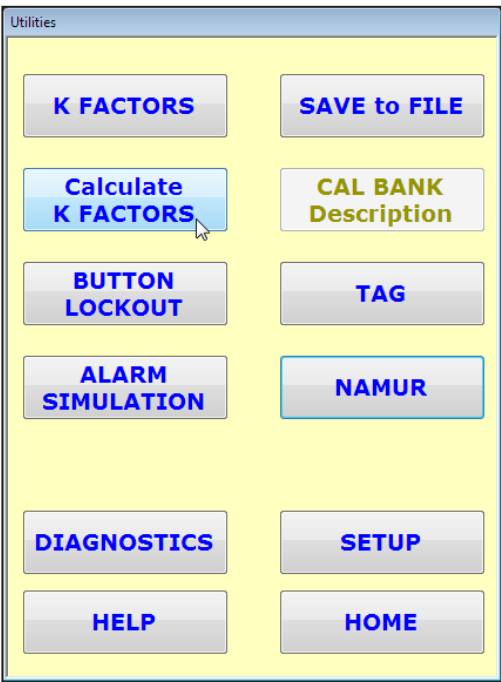 Utilities
K FACTORS
SAVE to FILE
Calculate
K FACTORS
CAL BANK
Description
BUTTON
LOCKOUT
TAG
ALARM
SIMULATION
NAMUR
DIAGNOSTICS
SETUP
HELP
HOME